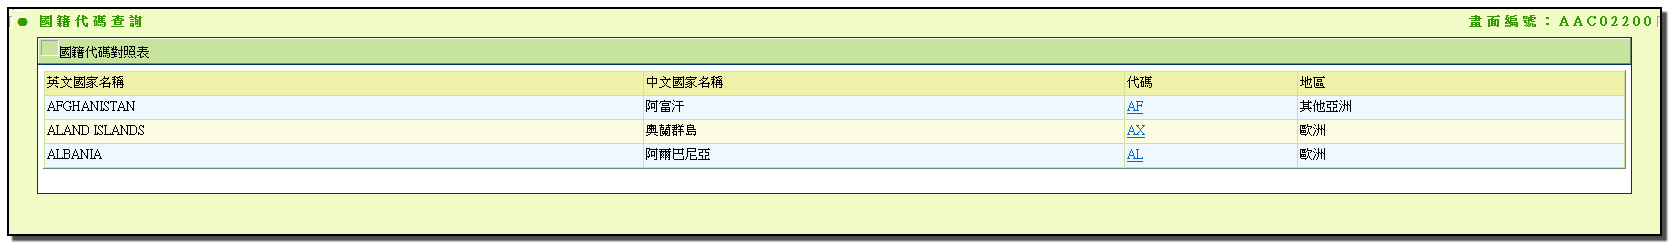 國籍代碼查詢 畫面編號：AAC02200
國籍代碼對照表
英文國家名稱 中文國家名稱 代碼 地區
AFGHANISTAN 阿富汗 AF 其他亞洲
ALAND ISLANDS 奧蘭群島 AX 歐洲
ALBANIA 阿爾巴尼亞 AL 歐洲